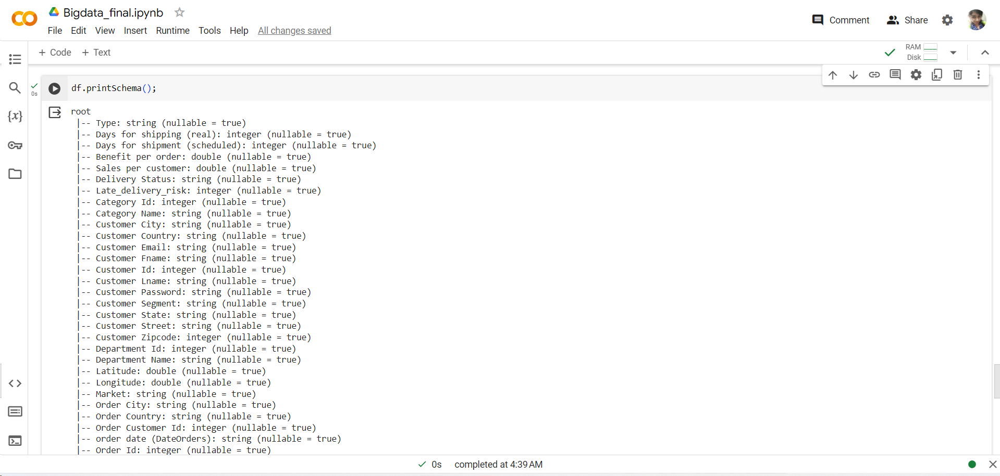 Bigdata_final.ipynb
File Edit View Insert Runtime Tools Help All changes saved
Comment Share
+ Code + Text
RAM
Disk
0s
df.printSchema();
root
|-- Type: string (nullable = true)
|-- Days for shipping (real): integer (nullable = true)
|-- Days for shipment (scheduled): integer (nullable = true)
|-- Benefit per order: double (nullable = true)
|-- Sales per customer: double (nullable = true)
|-- Delivery Status: string (nullable = true)
|-- Late_delivery_risk: integer (nullable = true)
|-- Category Id: integer (nullable = true)
|-- Category Name: string (nullable = true)
|-- Customer City: string (nullable = true)
|-- Customer Country: string (nullable = true)
|-- Customer Email: string (nullable = true)
|-- Customer Fname: string (nullable = true)
|-- Customer Id: integer (nullable = true)
|-- Customer Lname: string (nullable = true)
|-- Customer Password: string (nullable = true)
|-- Customer Segment: string (nullable = true)
|-- Customer State: string (nullable = true)
|-- Customer Street: string (nullable = true)
|-- Customer Zipcode: integer (nullable = true)
|-- Department Id: integer (nullable = true)
|-- Department Name: string (nullable = true)
|-- Latitude: double (nullable = true)
|-- Longitude: double (nullable = true)
|-- Market: string (nullable = true)
|-- Order City: string (nullable = true)
|-- Order Country: string (nullable = true)
|-- Order Customer Id: integer (nullable = true)
|-- order date (DateOrders): string (nullable = true)
|-- Order Id: integer (nullable = true)
0s completed at 4:39 AM